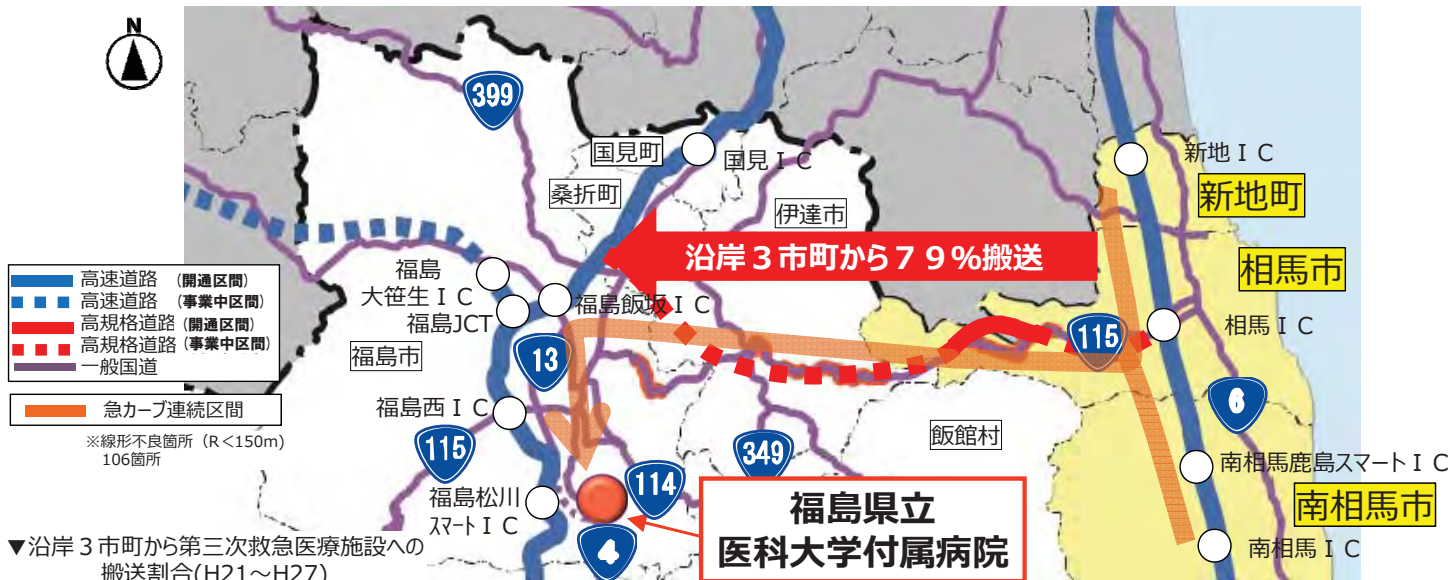 N
399
国見町
国見ＩＣ
新地ＩＣ
新地町
桑折町
伊達市
沿岸３市町から７９％搬送
相馬市
高速道路 (開通区間)
高速道路 (事業中区間)
高規格道路 (開通区間)
高規格道路 (事業中区間)
一般国道
福島
大笹生ＩＣ
福島JCT
福島飯坂ＩＣ
相馬ＩＣ
115
福島市
13
急カーブ連続区間
※線形不良箇所（R＜150m）
106箇所
福島西ＩＣ
6
飯館村
115
349
南相馬鹿島スマートＩＣ
南相馬市
福島松川
スマートＩＣ
114
福島県立
医科大学付属病院
4
南相馬ＩＣ
▼沿岸３市町から第三次救急医療施設への
搬送割合(H21～H27)